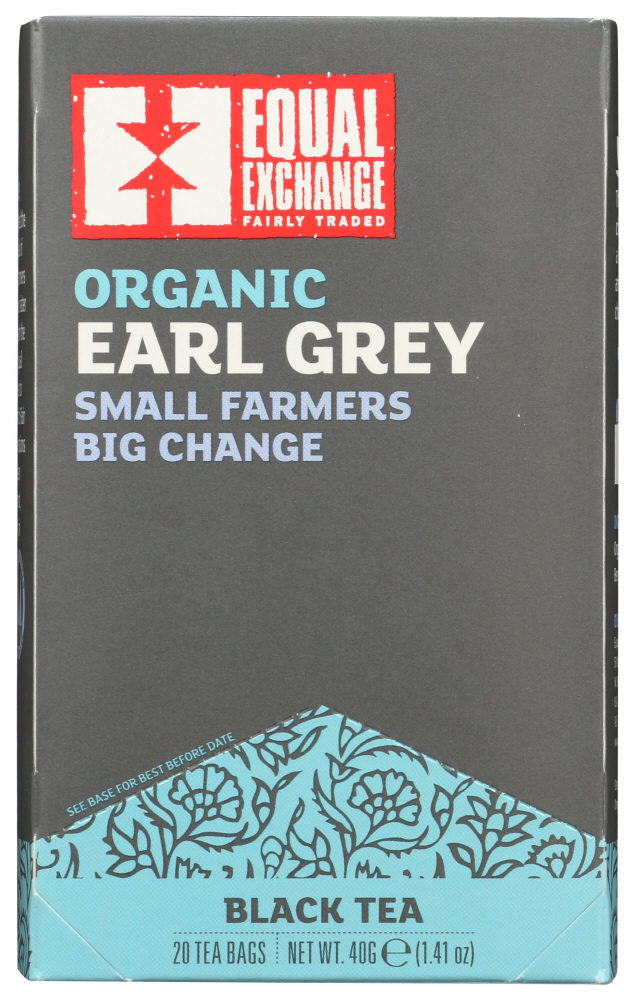 EQUAL
EXCHANGE
FAIRLY TRADED
ORGANIC
EARL GREY
SMALL FARMERS
BIG CHANGE
SEE BASE FOR BEST BEFORE DATE
BLACK TEA
20 TEA BAGS NET WT. 40G ℮ (1.41 oz)